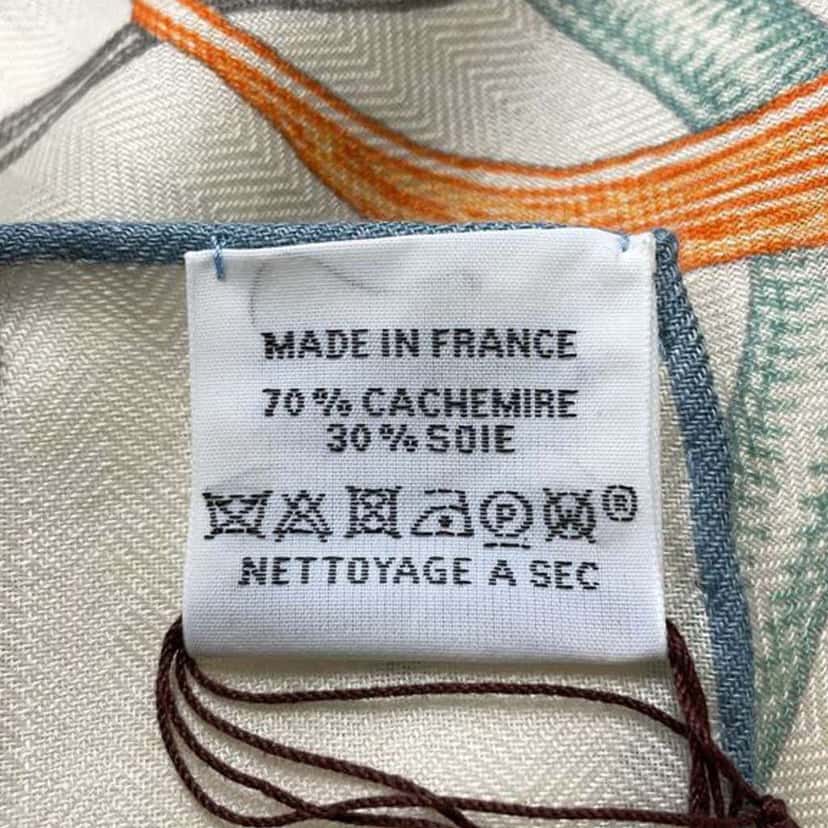 MADE IN FRANCE
70% CACHEMIRE
30% SOIE
P ®
NETTOYAGE A SEC